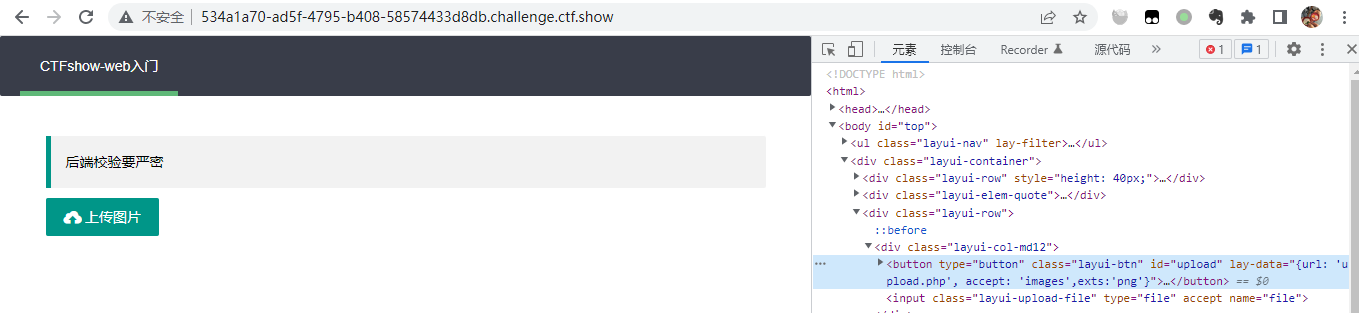 不安全 534a1a70-ad5f-4795-b408-58574433d8db.challenge.ctf.show
元素 控制台 Recorder 源代码 » 1 1
CTFshow-web入门
后端校验要严密
上传图片
<!DOCTYPE html>
<html>
<head>…</head>
<body id="top">
<ul class="layui-nav" lay-filter>…</ul>
<div class="layui-container">
<div class="layui-row" style="height: 40px;">…</div>
<div class="layui-elem-quote">…</div>
<div class="layui-row">
::before
<div class="layui-col-md12">
<button type="button" class="layui-btn" id="upload" lay-data="{url: 'u
pload.php', accept: 'images',exts:'png'}">…</button> == $0
<input class="layui-upload-file" type="file" accept name="file">